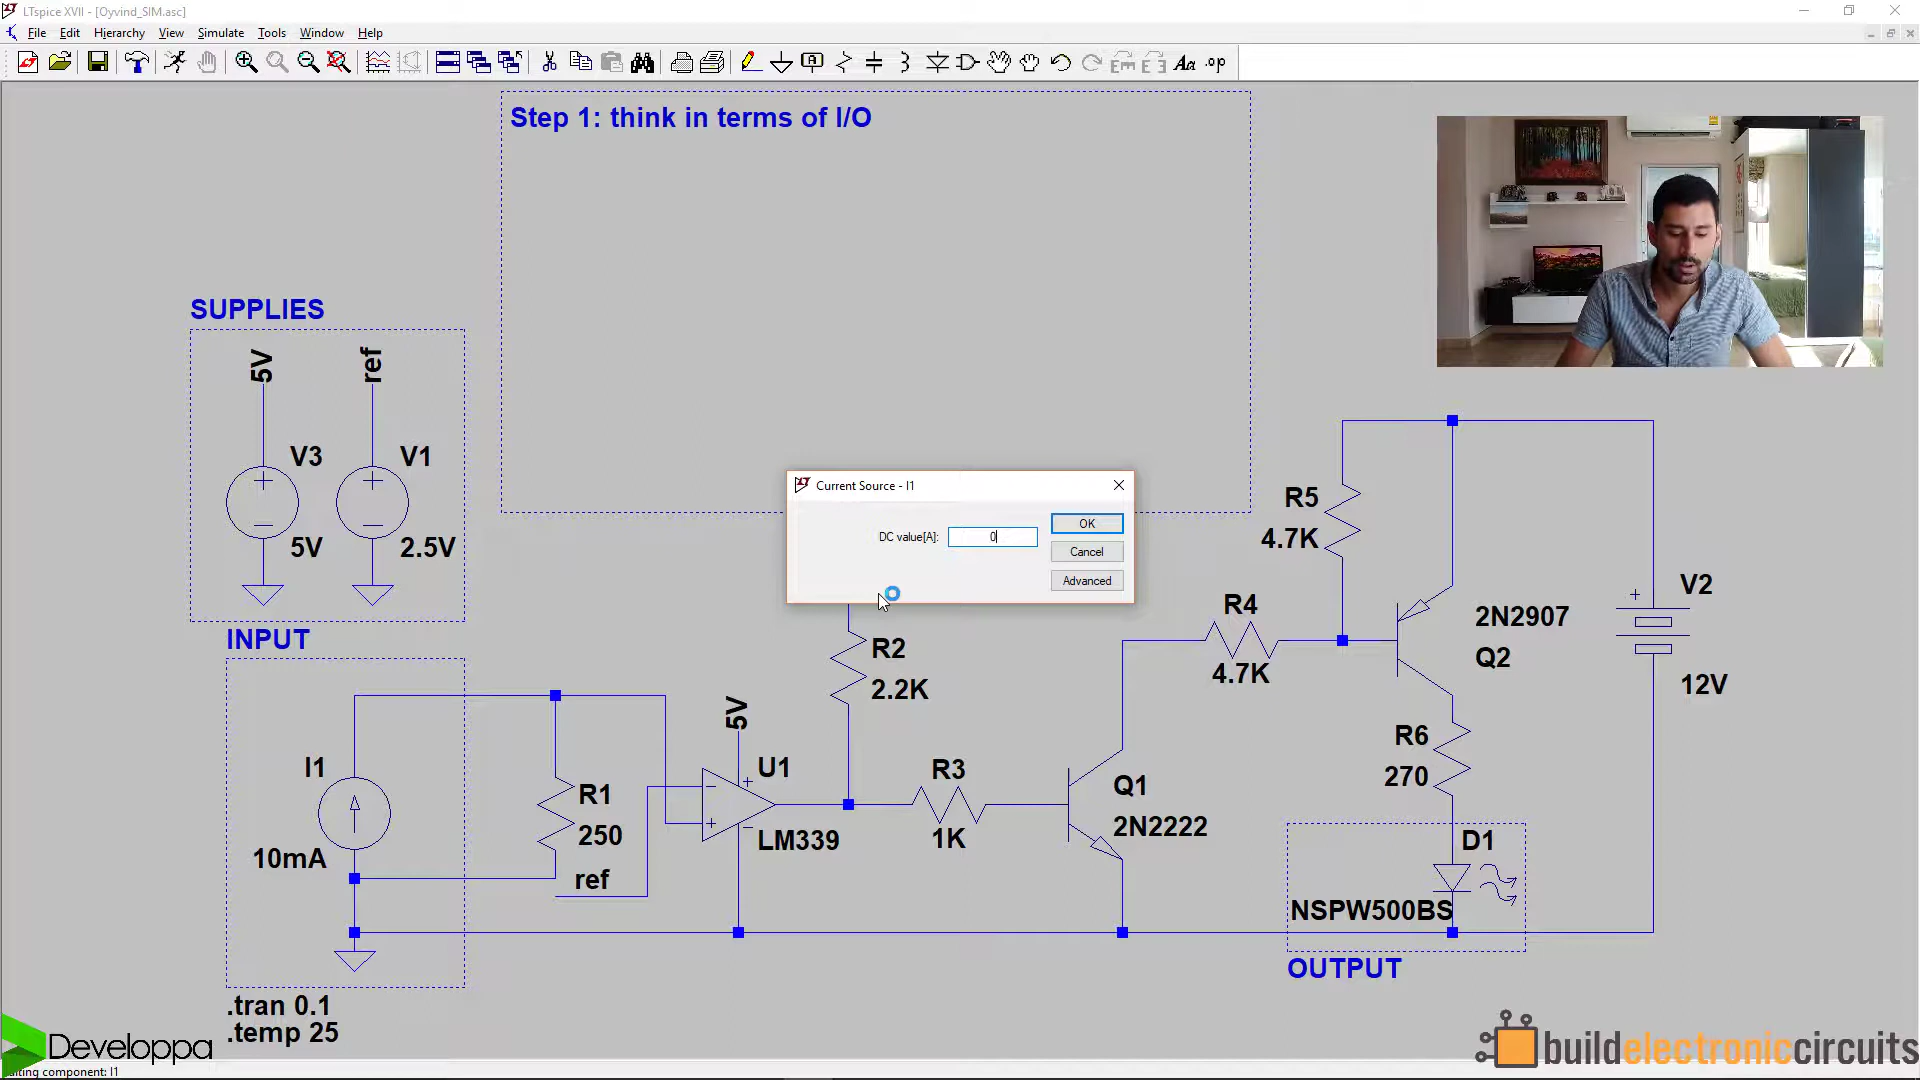 LTspice XVII - [Oyvind_SIM.asc]
File Edit Hierarchy View Simulate Tools Window Help
Aa .op
Step 1: think in terms of I/O
SUPPLIES
5V
ref
V3
V1
5V
2.5V
INPUT
I1
10mA
R1
250
ref
5V
U1
LM339
Current Source - I1
DC value[A]:
0
OK
Cancel
Advanced
R2
2.2K
R3
1K
Q1
2N2222
R4
4.7K
R5
4.7K
2N2907
Q2
V2
12V
R6
270
D1
NSPW500BS
OUTPUT
.tran 0.1
.temp 25
Developpa
buildelectroniccircuits